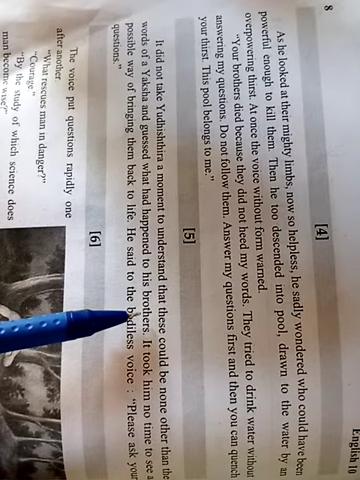 8
English 10
[4]
As he looked at their mighty limbs, now so helpless, he sadly wondered who could have been
powerful enough to kill them. Then he too descended into pool, drawn to the water by an
overpowering thirst. At once the voice without form warned.
"Your brothers died because they did not heed my words. They tried to drink water without
answering my questions. Do not follow them. Answer my questions first and then you can quench
your thirst. This pool belongs to me."
[5]
It did not take Yudhishthira a moment to understand that these could be none other than the
words of a Yaksha and guessed what had happened to his brothers. It took him no time to see a
possible way of bringing them back to life. He said to the bodiless voice : "Please ask your
questions."
[6]
The voice put questions rapidly one
after another.
"What rescues man in danger?"
"Courage."
"By the study of which science does
man become wise?"